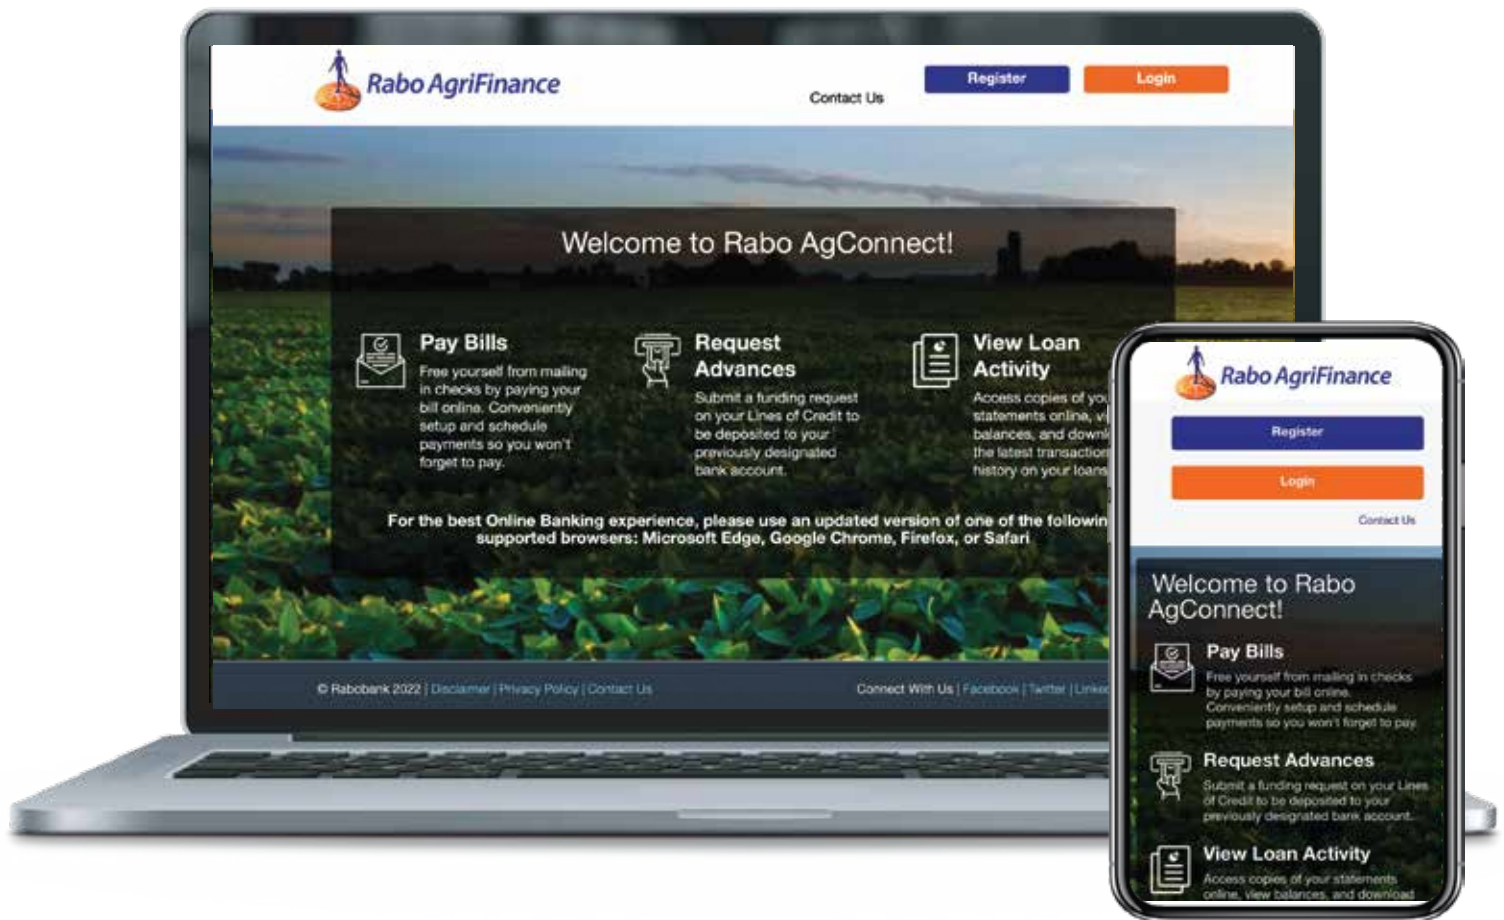 Rabo AgriFinance
Contact Us
Register
Login
Welcome to Rabo AgConnect!
Pay Bills
Free yourself from mailing
in checks by paying your
bill online. Conveniently
setup and schedule
payments so you won't
forget to pay.
Request
Advances
Submit a funding request
on your Lines of Credit to
be deposited to your
previously designated
bank account.
View Loan
Activity
Access copies of you
statements online, v
balances, and downl
the latest transaction
history on your loans
For the best Online Banking experience, please use an updated version of one of the followin
supported browsers: Microsoft Edge, Google Chrome, Firefox, or Safari
© Rabobank 2022 | Disclaimer | Privacy Policy | Contact Us
Connect With Us | Facebook | Twitter | Linke
Rabo AgriFinance
Register
Login
Contact Us
Welcome to Rabo
AgConnect!
Pay Bills
Free yourself from mailing in checks
by paying your bill online.
Conveniently setup and schedule
payments so you won't forget to pay.
Request Advances
Submit a funding request on your Lines
of Credit to be deposited to your
previously designated bank account.
View Loan Activity
Access copies of your statements
online, view balances, and download